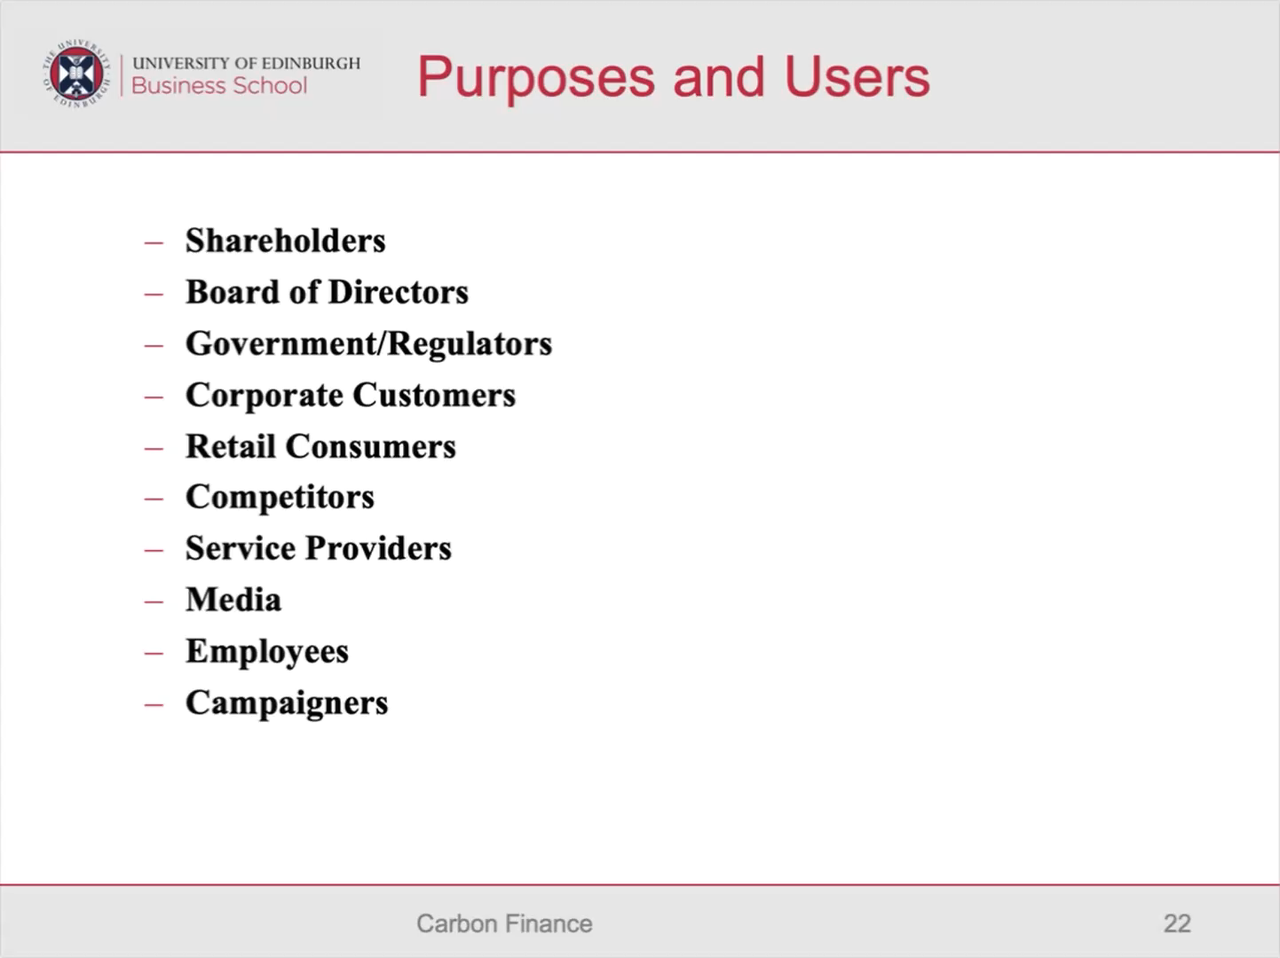 THE UNIVERSITY OF EDINBURGH
UNIVERSITY OF EDINBURGH
Business School
Purposes and Users
– Shareholders
– Board of Directors
– Government/Regulators
– Corporate Customers
– Retail Consumers
– Competitors
– Service Providers
– Media
– Employees
– Campaigners
Carbon Finance
22